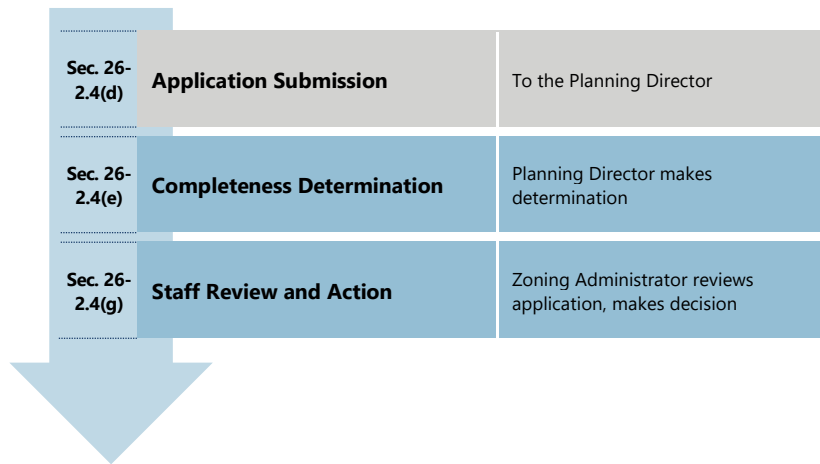 Sec. 26-
2.4(d)
Application Submission
To the Planning Director
Sec. 26-
2.4(e)
Completeness Determination
Planning Director makes
determination
Sec. 26-
2.4(g)
Staff Review and Action
Zoning Administrator reviews
application, makes decision